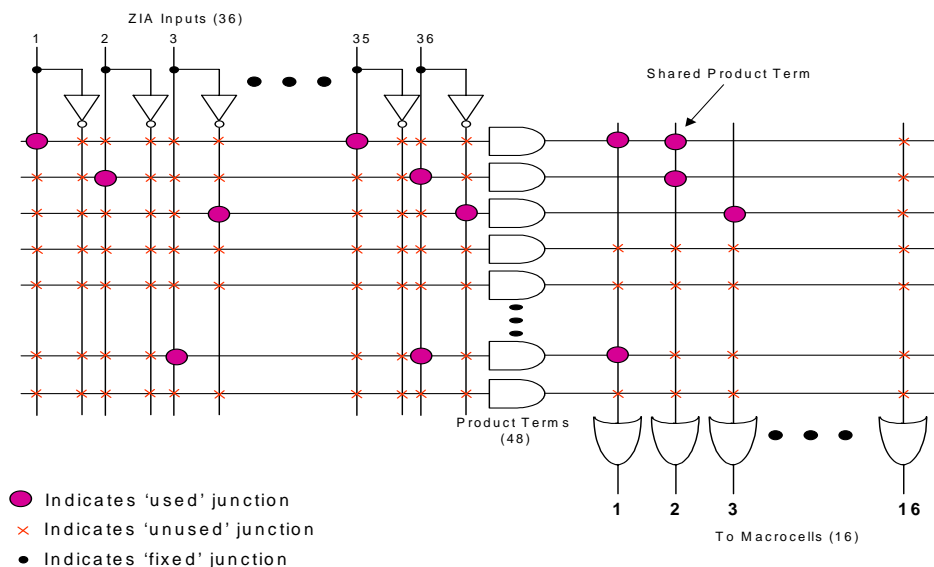 ZIA Inputs (36)
1 2 3 35 36
Shared Product Term
Product Terms
(48)
1 2 3 16
To Macrocells (16)
Indicates ‘used’ junction
Indicates ‘unused’ junction
Indicates ‘fixed’ junction